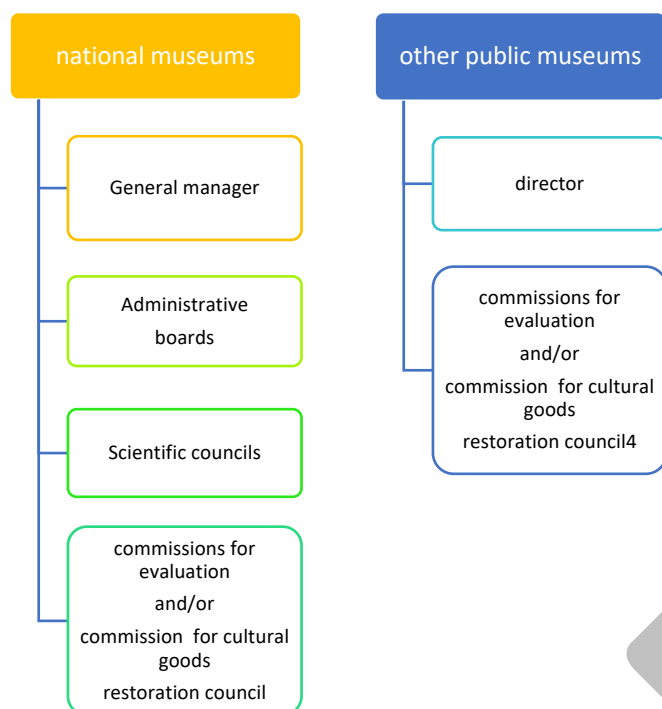 national museums
General manager
Administrative
boards
Scientific councils
commissions for
evaluation
and/or
commission for cultural
goods
restoration council
other public museums
director
commissions for
evaluation
and/or
commission for cultural
goods
restoration council4